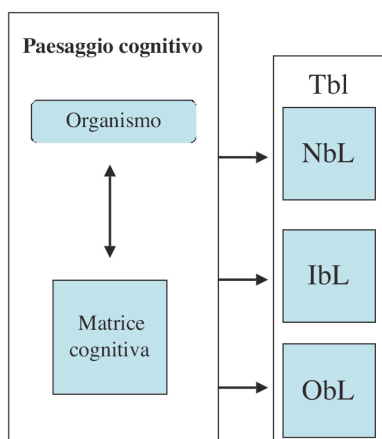 Paesaggio cognitivo
Organismo
Matrice
cognitiva
Tbl
NbL
IbL
ObL